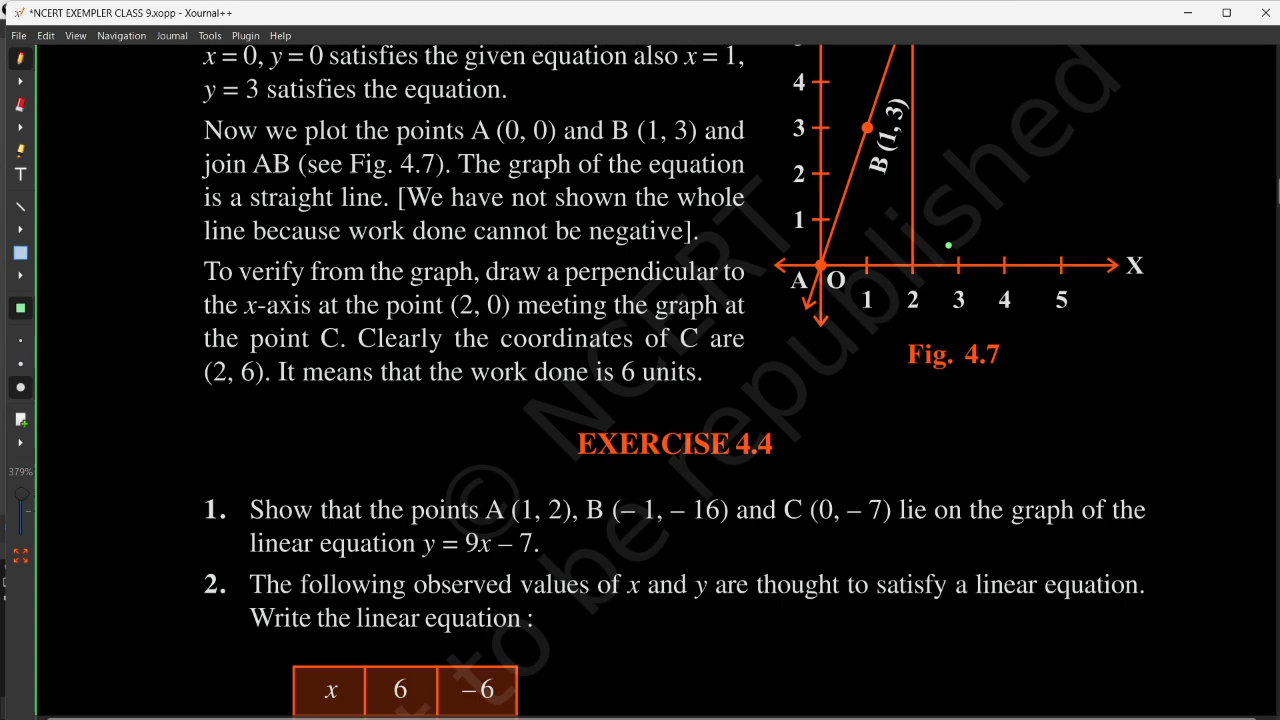 *NCERT EXEMPLER CLASS 9.xopp - Xournal++
File Edit View Navigation Journal Tools Plugin Help
x = 0, y = 0 satisfies the given equation also x = 1,
y = 3 satisfies the equation.
Now we plot the points A (0, 0) and B (1, 3) and
join AB (see Fig. 4.7). The graph of the equation
is a straight line. [We have not shown the whole
line because work done cannot be negative].
To verify from the graph, draw a perpendicular to
the x-axis at the point (2, 0) meeting the graph at
the point C. Clearly the coordinates of C are
(2, 6). It means that the work done is 6 units.
4
3
2
1
B (1, 3)
A O X
1 2 3 4 5
Fig. 4.7
EXERCISE 4.4
1. Show that the points A (1, 2), B (– 1, – 16) and C (0, – 7) lie on the graph of the
linear equation y = 9x – 7.
2. The following observed values of x and y are thought to satisfy a linear equation.
Write the linear equation :
x 6 – 6
379%
© NCERT
to be republished